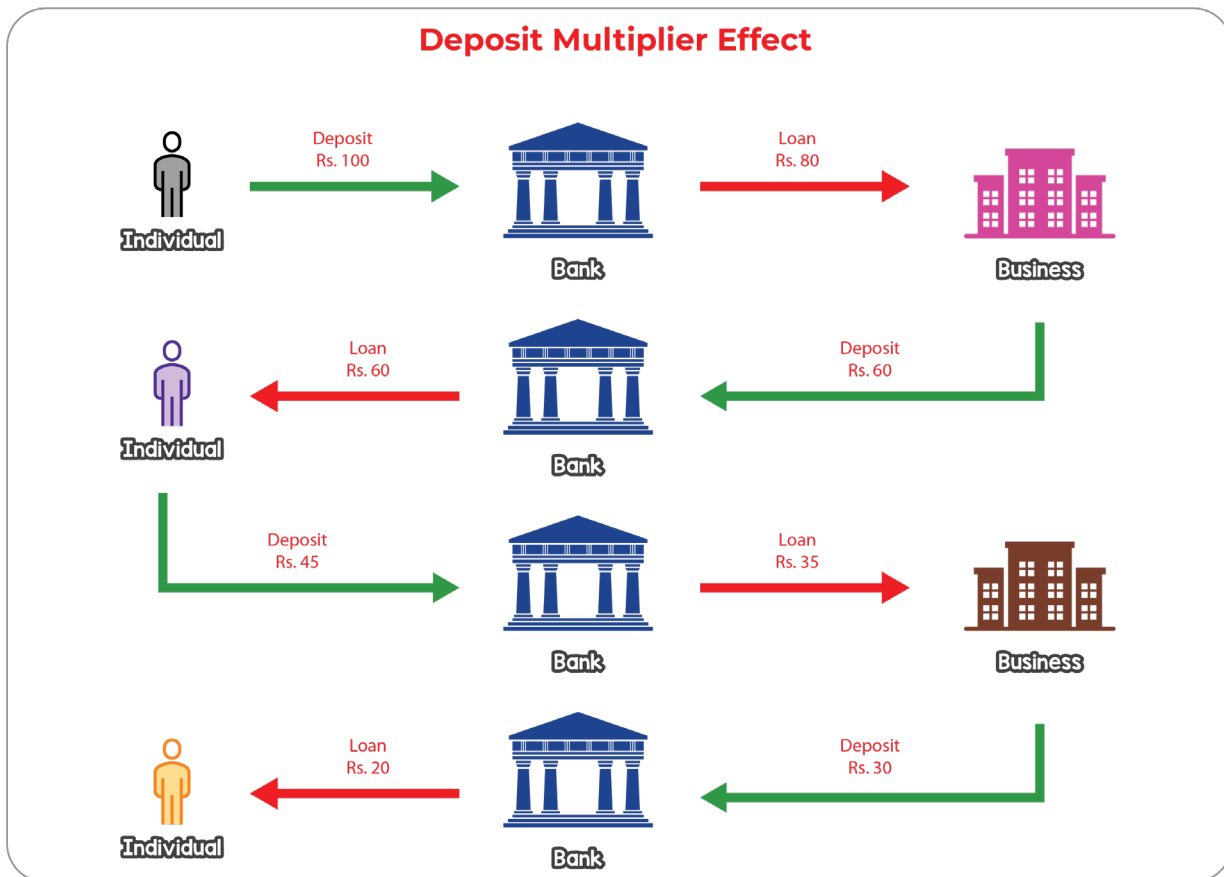 Deposit Multiplier Effect
Deposit
Rs. 100
Loan
Rs. 80
Individual
Bank
Business
Loan
Rs. 60
Deposit
Rs. 60
Individual
Bank
Deposit
Rs. 45
Loan
Rs. 35
Bank
Business
Loan
Rs. 20
Deposit
Rs. 30
Individual
Bank